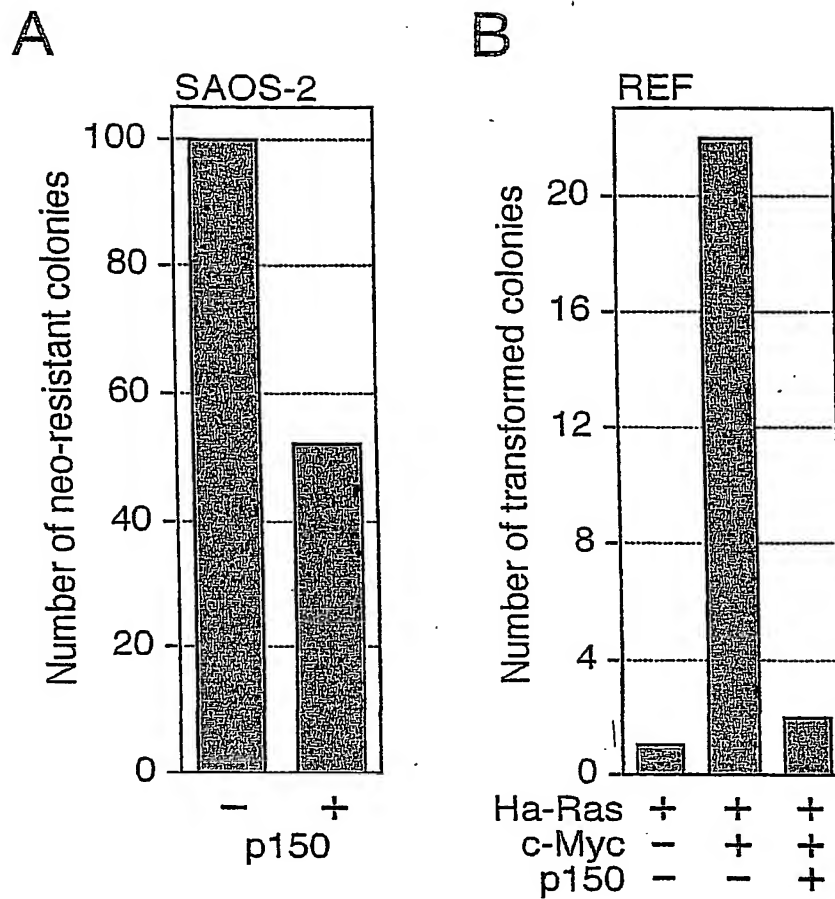 A
SAOS-2
Number of neo-resistant colonies
100
80
60
40
20
0
− +
p150
B
REF
Number of transformed colonies
20
16
12
8
4
0
Ha-Ras + + +
c-Myc − + +
p150 − − +